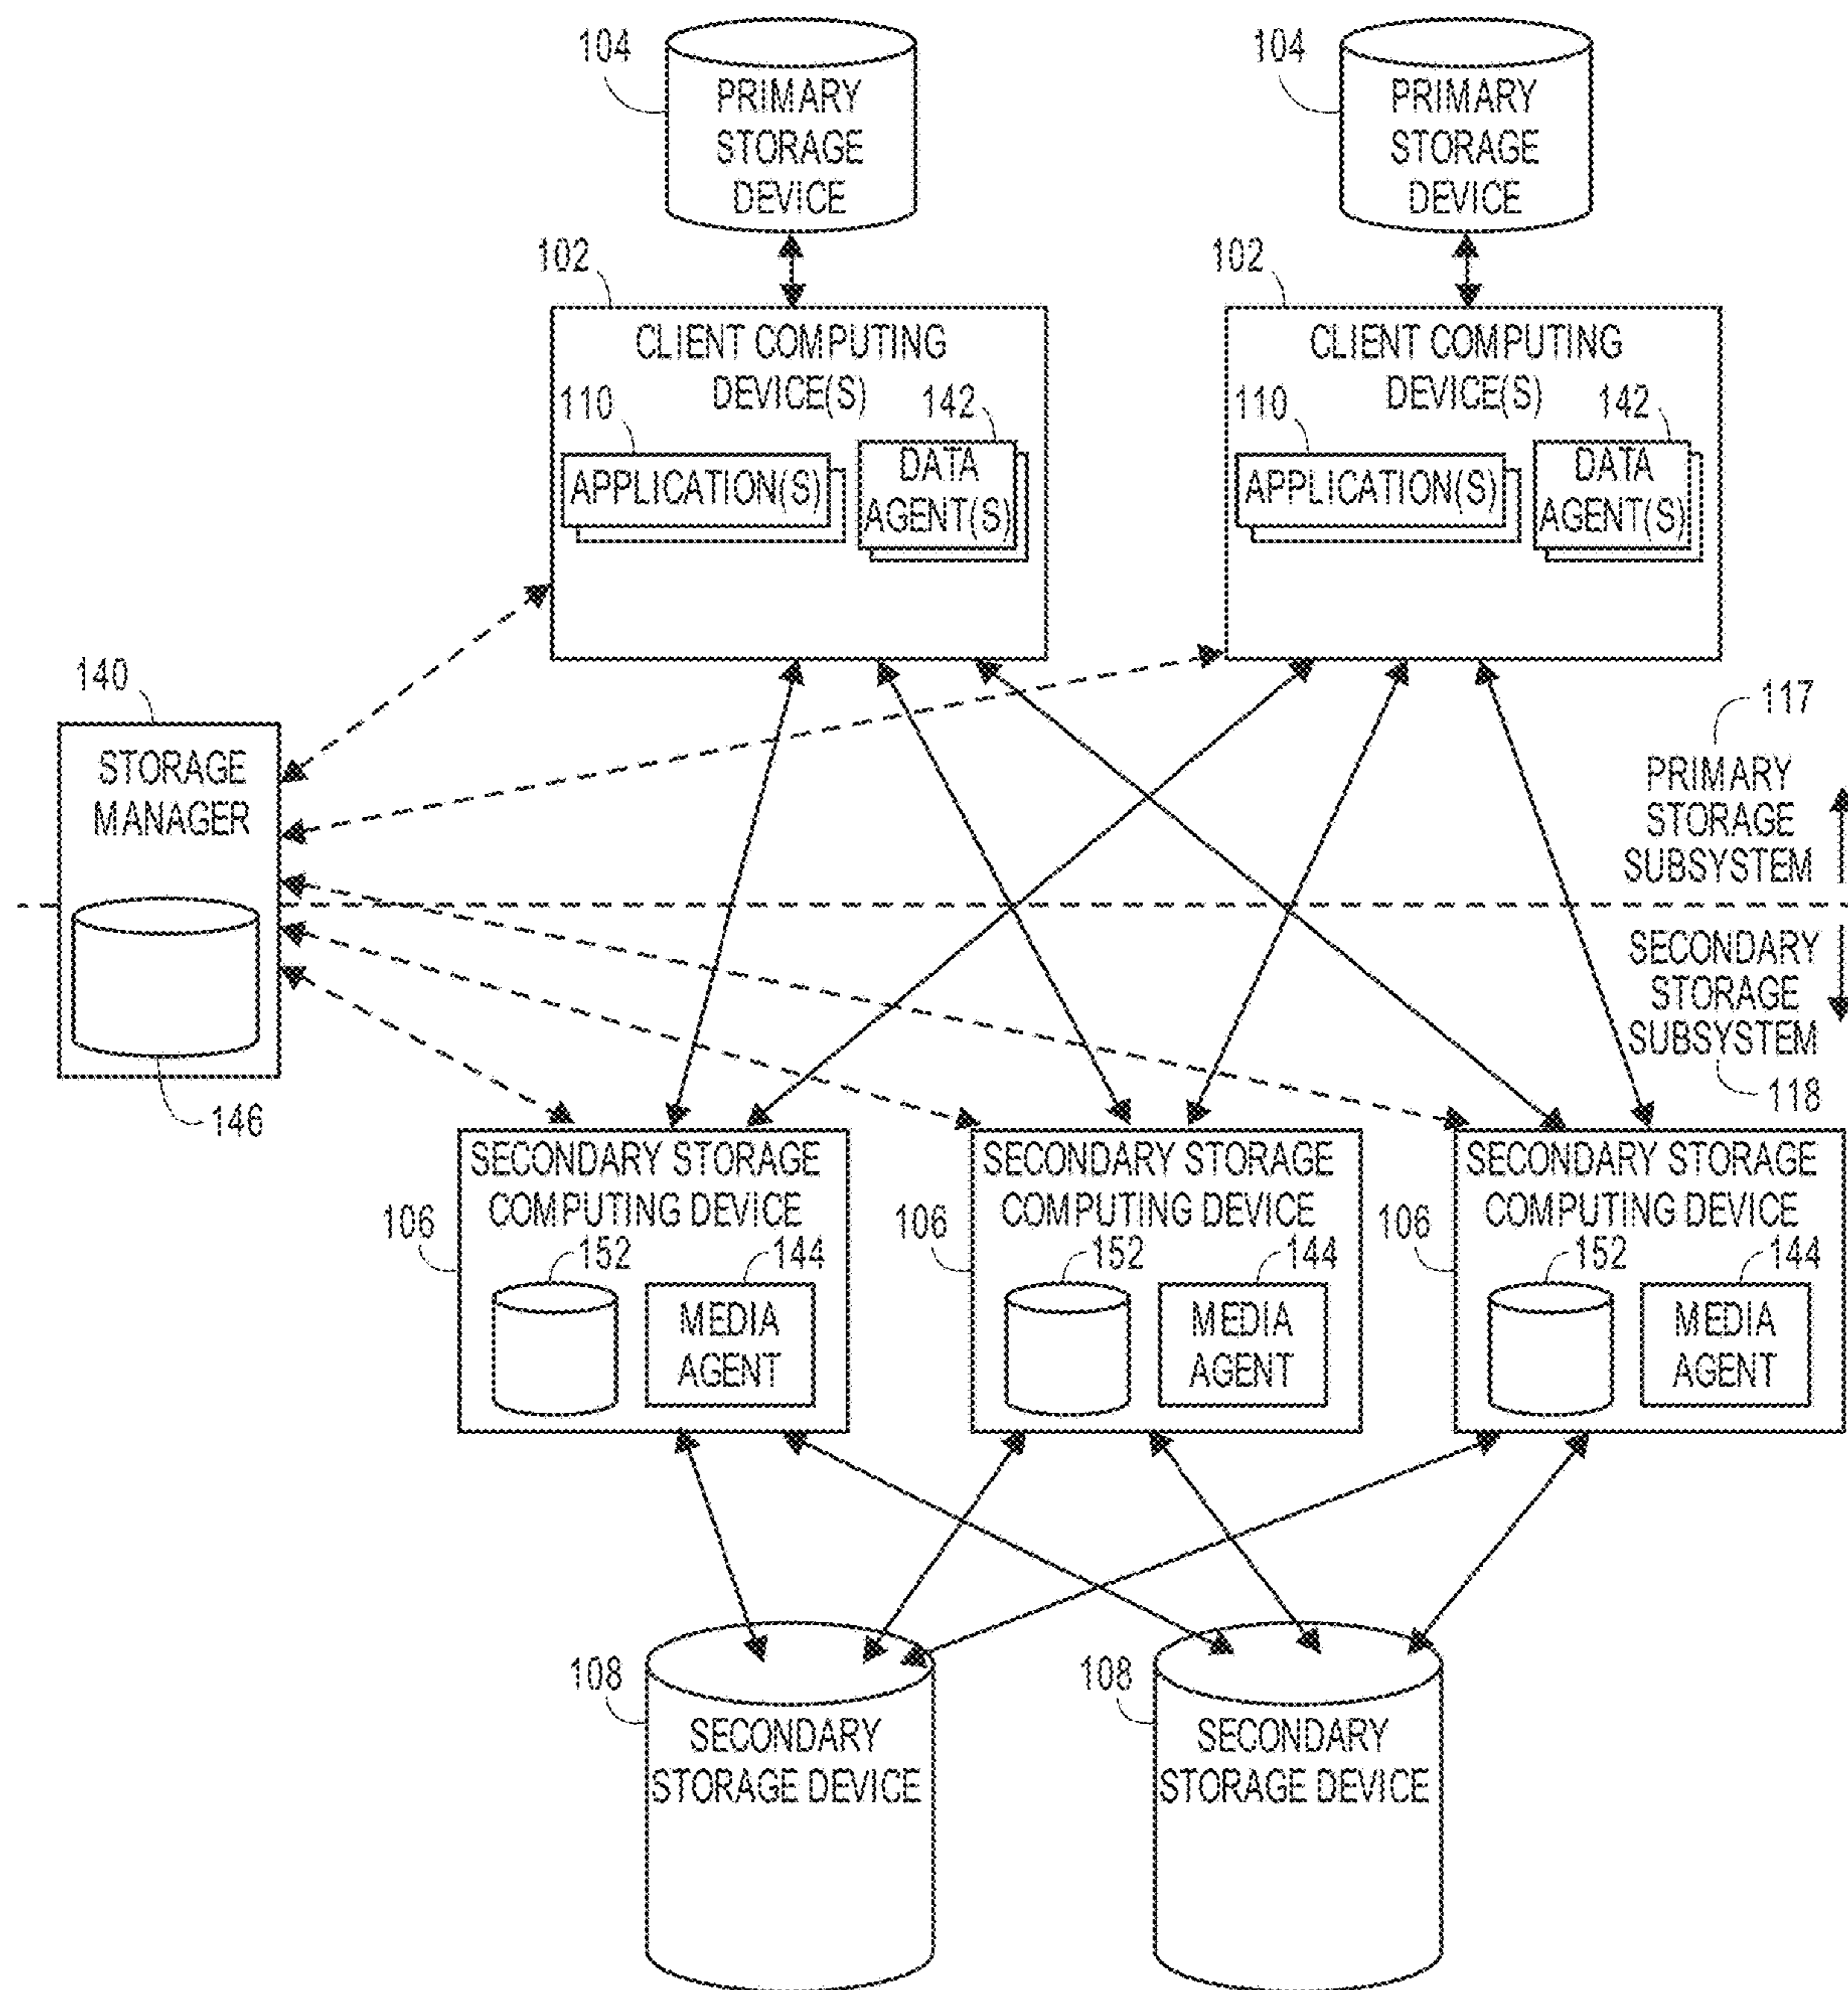 104
PRIMARY
STORAGE
DEVICE
104
PRIMARY
STORAGE
DEVICE
102
CLIENT COMPUTING
DEVICE(S)
110
142
APPLICATION(S)
DATA
AGENT(S)
102
CLIENT COMPUTING
DEVICE(S)
110
142
APPLICATION(S)
DATA
AGENT(S)
140
STORAGE
MANAGER
146
117
PRIMARY
STORAGE
SUBSYSTEM
SECONDARY
STORAGE
SUBSYSTEM
118
106
SECONDARY STORAGE
COMPUTING DEVICE
152
144
MEDIA
AGENT
106
SECONDARY STORAGE
COMPUTING DEVICE
152
144
MEDIA
AGENT
106
SECONDARY STORAGE
COMPUTING DEVICE
152
144
MEDIA
AGENT
108
SECONDARY
STORAGE DEVICE
108
SECONDARY
STORAGE DEVICE